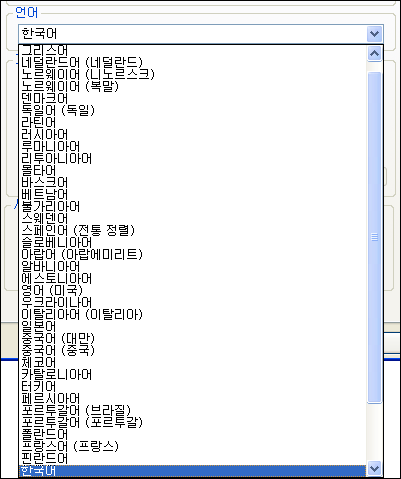 언어
한국어
그리스어
네덜란드어 (네덜란드)
노르웨이어 (니노르스크)
노르웨이어 (복말)
덴마크어
독일어 (독일)
라틴어
러시아어
루마니아어
리투아니아어
몰타어
바스크어
베트남어
불가리아어
스웨덴어
스페인어 (전통 정렬)
슬로베니아어
아랍어 (아랍에미리트)
알바니아어
에스토니아어
영어 (미국)
우크라이나어
이탈리아어 (이탈리아)
일본어
중국어 (대만)
중국어 (중국)
체코어
카탈로니아어
터키어
페르시아어
포르투갈어 (브라질)
포르투갈어 (포르투갈)
폴란드어
프랑스어 (프랑스)
핀란드어
한국어